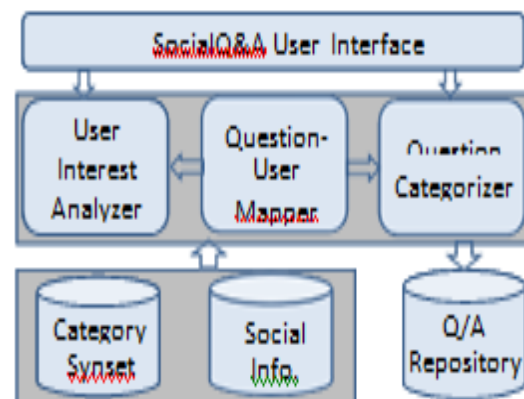 SocialQ&A User Interface
User
Interest
Analyzer
Question-
User
Mapper
Question
Categorizer
Category
Synset
Social
Info.
Q/A
Repository